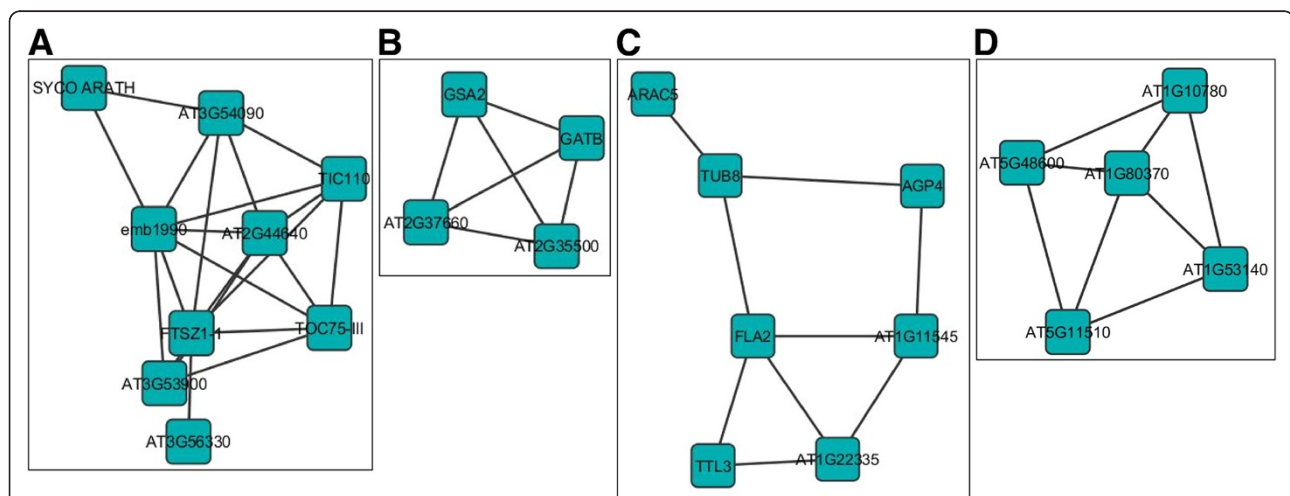 A
SYCO ARATH
AT3G54090
TIC110
emb1990
AT2G44640
FTSZ1-1
TOC75-III
AT3G53900
AT3G56330
B
GSA2
GATB
AT2G37660
AT2G35500
C
ARAC5
TUB8
AGP4
FLA2
AT1G11545
TTL3
AT1G22335
D
AT1G10780
AT5G48600
AT1G80370
AT1G53140
AT5G11510